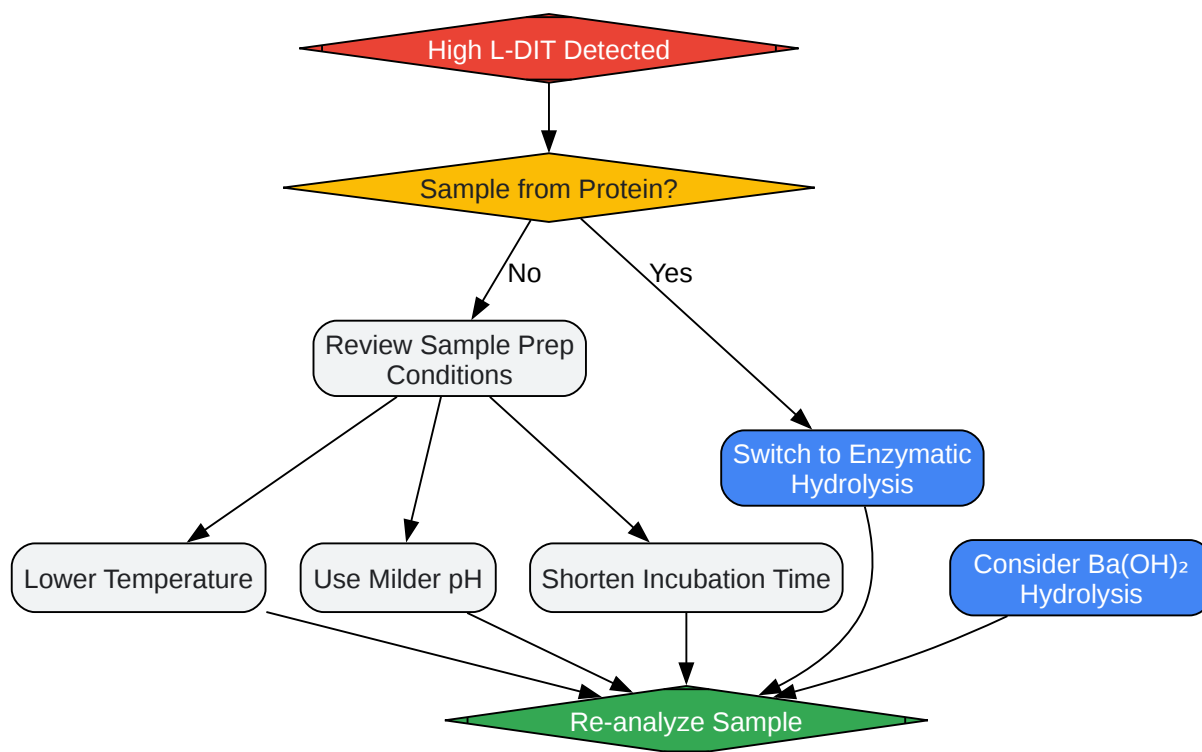 High L-DIT Detected
Sample from Protein?
No
Yes
Review Sample Prep
Conditions
Switch to Enzymatic
Hydrolysis
Lower Temperature
Use Milder pH
Shorten Incubation Time
Consider Ba(OH)₂
Hydrolysis
Re-analyze Sample